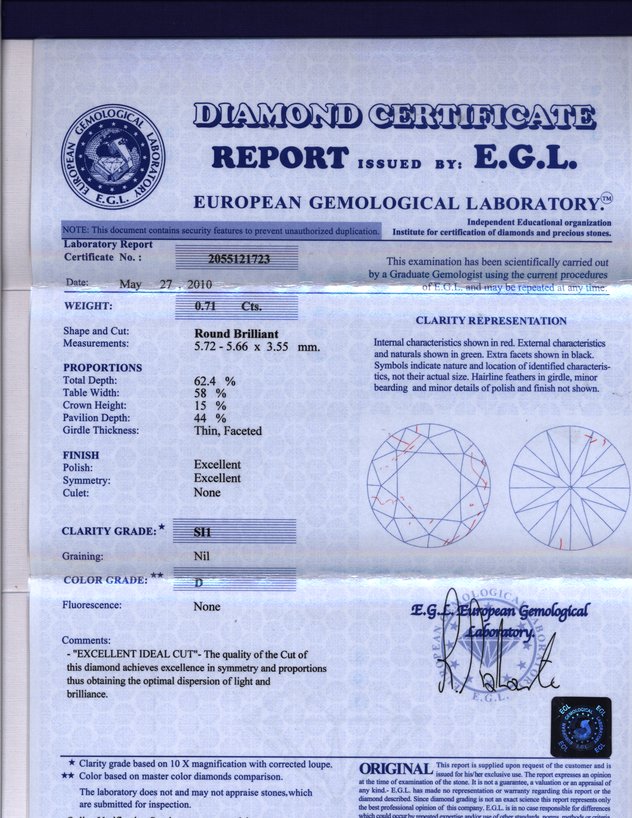 EUROPEAN GEMOLOGICAL LABORATORY
E.G.L.
DIAMOND CERTIFICATE
REPORT ISSUED BY: E.G.L.
EUROPEAN GEMOLOGICAL LABORATORY.™
Independent Educational organization
Institute for certification of diamonds and precious stones.
NOTE: This document contains security features to prevent unauthorized duplication.
Laboratory Report
Certificate No. : 2055121723
Date: May 27 . 2010
WEIGHT: 0.71 Cts.
Shape and Cut: Round Brilliant
Measurements: 5.72 - 5.66 x 3.55 mm.
PROPORTIONS
Total Depth: 62.4 %
Table Width: 58 %
Crown Height: 15 %
Pavilion Depth: 44 %
Girdle Thickness: Thin, Faceted
FINISH
Polish: Excellent
Symmetry: Excellent
Culet: None
CLARITY GRADE:★ SI1
Graining: Nil
COLOR GRADE: ★★ D
Fluorescence: None
Comments:
- "EXCELLENT IDEAL CUT"- The quality of the Cut of
this diamond achieves excellence in symmetry and proportions
thus obtaining the optimal dispersion of light and
brilliance.
This examination has been scientifically carried out
by a Graduate Gemologist using the current procedures
of E.G.L. and may be repeated at any time.
CLARITY REPRESENTATION
Internal characteristics shown in red. External characteristics
and naturals shown in green. Extra facets shown in black.
Symbols indicate nature and location of identified characteris-
tics, not their actual size. Hairline feathers in girdle, minor
bearding and minor details of polish and finish not shown.
E.G.L. European Gemological
Laboratory.
EUROPEAN GEMOLOGICAL LABORATORY
E.G.L.
EGL
EGL
EGL
EGL
★ Clarity grade based on 10 X magnification with corrected loupe.
★★ Color based on master color diamonds comparison.
The laboratory does not and may not appraise stones, which
are submitted for inspection.
ORIGINAL This report is supplied upon request of the customer and is
issued for his/her exclusive use. The report expresses an opinion
at the time of examination of the stone. It is not a guarantee, a valuation or an appraisal of
any kind.- E.G.L. has made no representation or warranty regarding this report or the
diamond described. Since diamond grading is not an exact science this report represents only
the best professional opinion of this company. E.G.L. is in no case responsible for differences